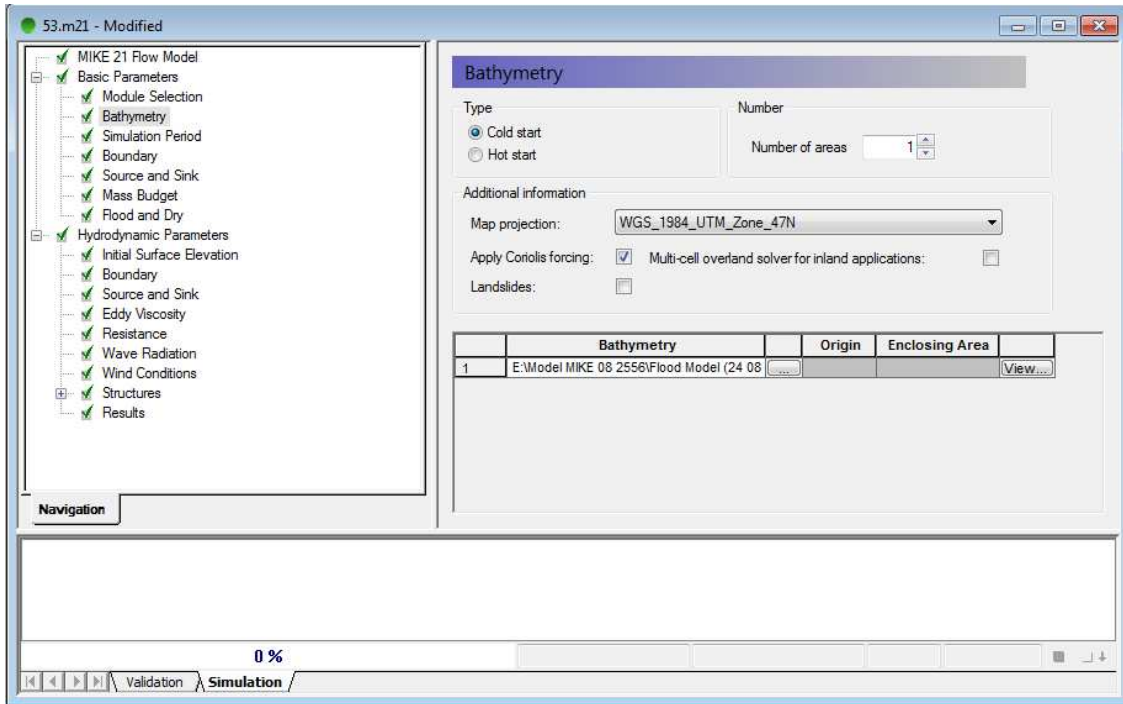 53.m21 - Modified
MIKE 21 Flow Model
Basic Parameters
Module Selection
Bathymetry
Simulation Period
Boundary
Source and Sink
Mass Budget
Flood and Dry
Hydrodynamic Parameters
Initial Surface Elevation
Boundary
Source and Sink
Eddy Viscosity
Resistance
Wave Radiation
Wind Conditions
Structures
Results
Navigation
Bathymetry
Type
Cold start
Hot start
Number
Number of areas 1
Additional information
Map projection: WGS_1984_UTM_Zone_47N
Apply Coriolis forcing: Multi-cell overland solver for inland applications:
Landslides:
Bathymetry Origin Enclosing Area
1 E:\Model MIKE 08 2556\Flood Model (24 08 ... View...
0 %
Validation Simulation